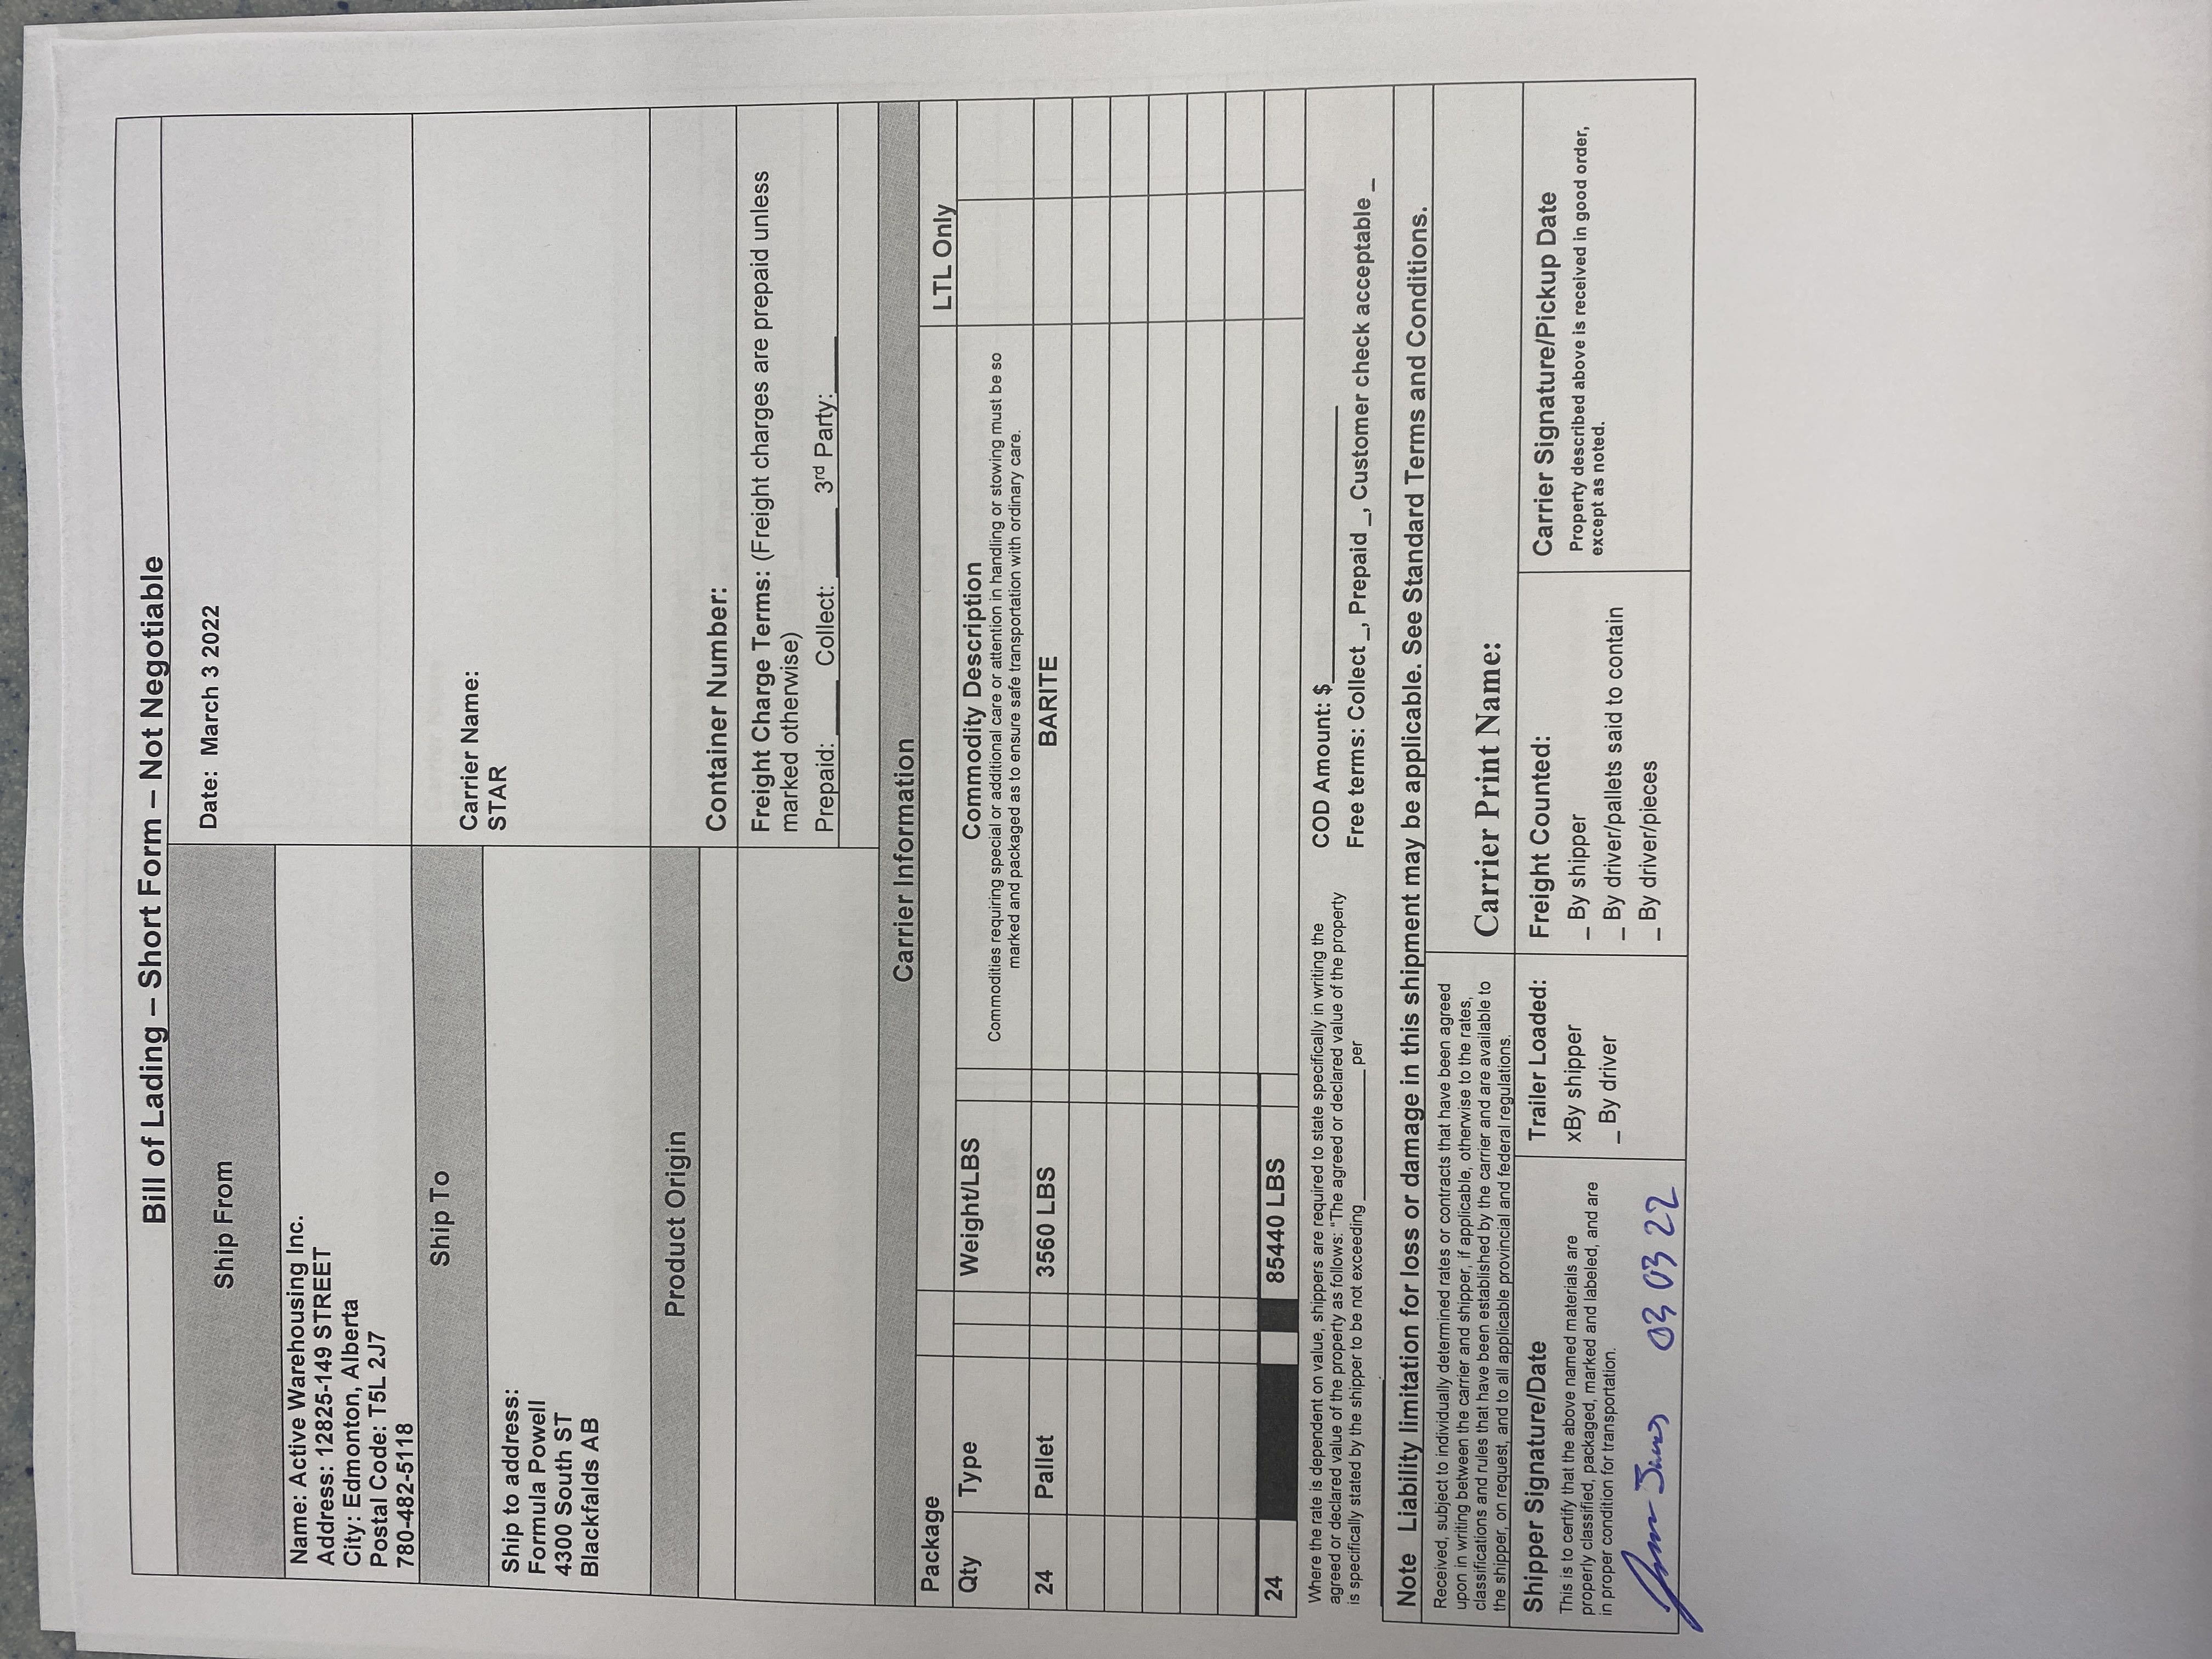 Bill of Lading – Short Form – Not Negotiable
Ship From
Date: March 3 2022
Name: Active Warehousing Inc.
Address: 12825-149 STREET
City: Edmonton, Alberta
Postal Code: T5L 2J7
780-482-5118
Ship To
Carrier Name:
STAR
Ship to address:
Formula Powell
4300 South ST
Blackfalds AB
Product Origin
Container Number:
Freight Charge Terms: (Freight charges are prepaid unless
marked otherwise)
Prepaid: ____ Collect: _____ 3rd Party:____
Carrier Information
Package LTL Only
Qty Type Weight/LBS Commodity Description
Commodities requiring special or additional care or attention in handling or stowing must be so
marked and packaged as to ensure safe transportation with ordinary care.
24 Pallet 3560 LBS BARITE
24 85440 LBS
Where the rate is dependent on value, shippers are required to state specifically in writing the
agreed or declared value of the property as follows: "The agreed or declared value of the property
is specifically stated by the shipper to be not exceeding ______________ per
______________.
COD Amount: $____________________
Free terms: Collect _, Prepaid _, Customer check acceptable _
Note Liability limitation for loss or damage in this shipment may be applicable. See Standard Terms and Conditions.
Received, subject to individually determined rates or contracts that have been agreed
upon in writing between the carrier and shipper, if applicable, otherwise to the rates,
classifications and rules that have been established by the carrier and are available to
the shipper, on request, and to all applicable provincial and federal regulations.
Carrier Print Name:
Shipper Signature/Date
This is to certify that the above named materials are
properly classified, packaged, marked and labeled, and are
in proper condition for transportation.
03 03 22
Trailer Loaded:
xBy shipper
_ By driver
Freight Counted:
_ By shipper
_ By driver/pallets said to contain
_ By driver/pieces
Carrier Signature/Pickup Date
Property described above is received in good order,
except as noted.